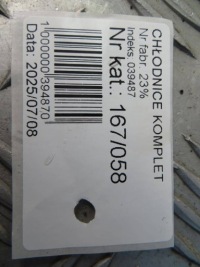 CHŁODNICE KOMPLET
Nr fabr. 23%
Indeks. 039487
Nr kat.: 167/058
1000000394870
Data: 2025/07/08